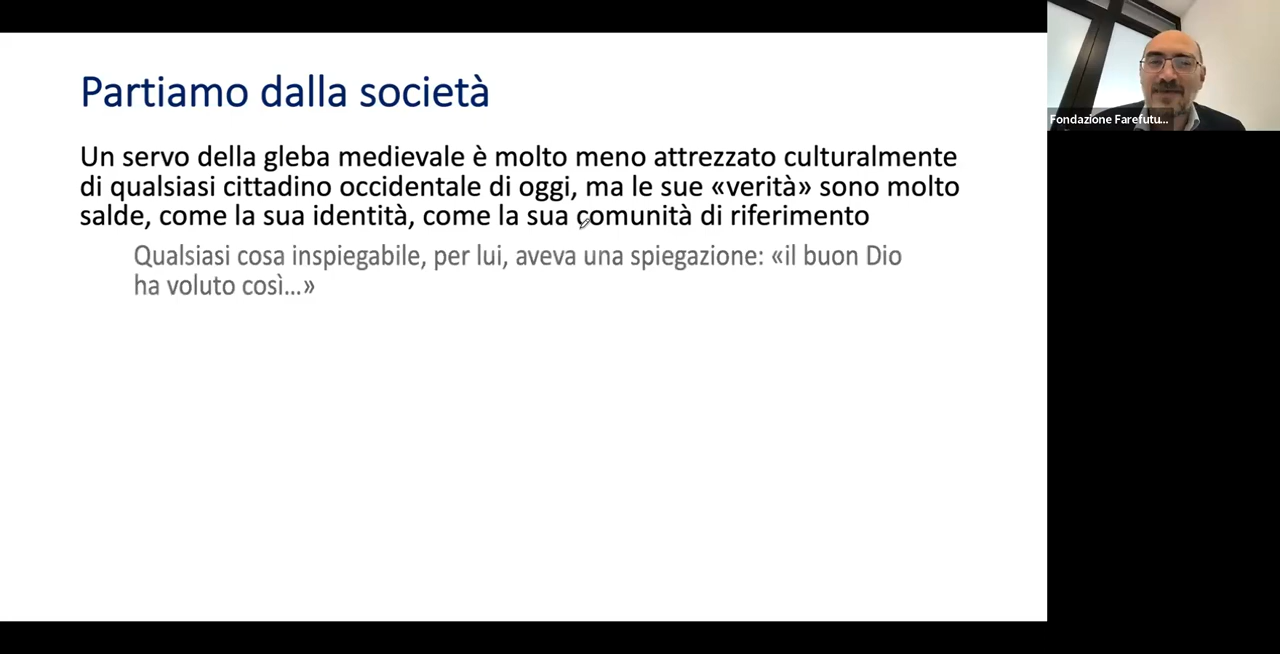 Partiamo dalla società
Un servo della gleba medievale è molto meno attrezzato culturalmente
di qualsiasi cittadino occidentale di oggi, ma le sue «verità» sono molto
salde, come la sua identità, come la sua comunità di riferimento
Qualsiasi cosa inspiegabile, per lui, aveva una spiegazione: «il buon Dio
ha voluto così…»
Fondazione Farefutu...